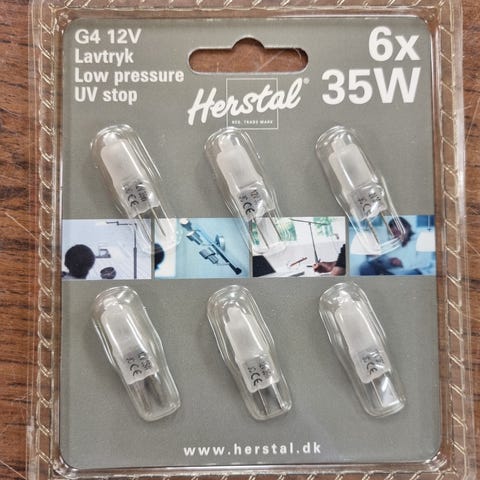 G4 12V
Lavtryk
Low pressure
UV stop
6x
35W
Herstal®
REG. TRADE MARK
www.herstal.dk